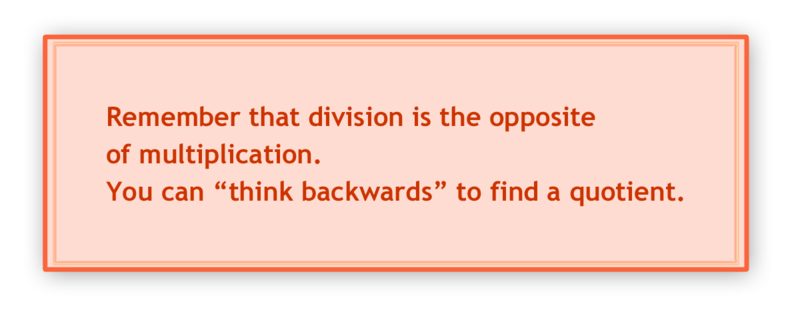 Remember that division is the opposite
of multiplication.
You can “think backwards” to find a quotient.